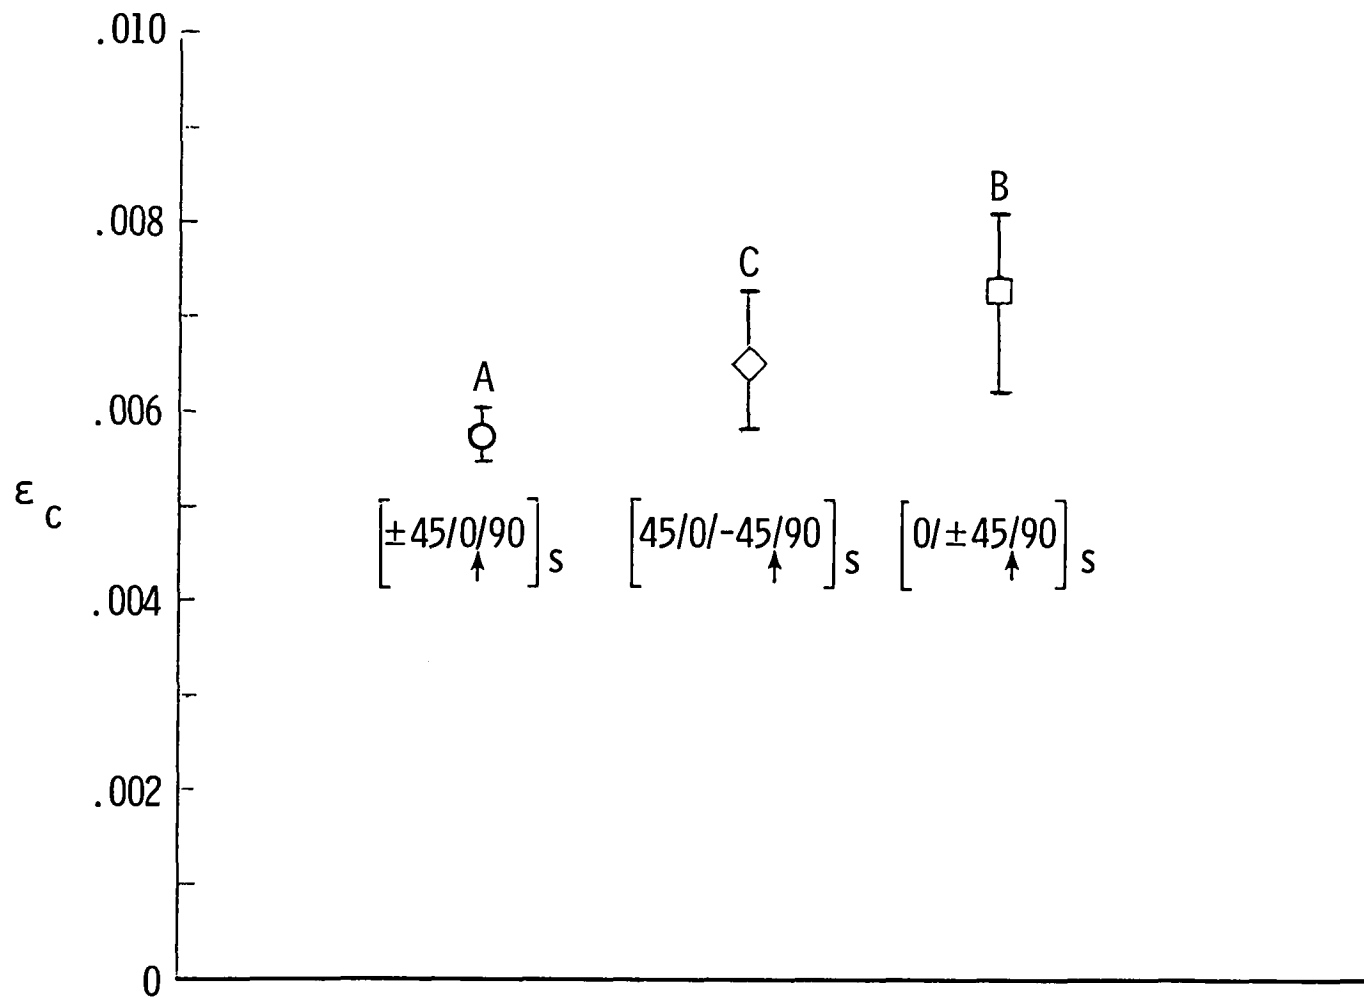 .010
.008
.006
.004
.002
0
ε c
A
C
B
[±45/0/90] s
[45/0/-45/90] s
[0/±45/90] s